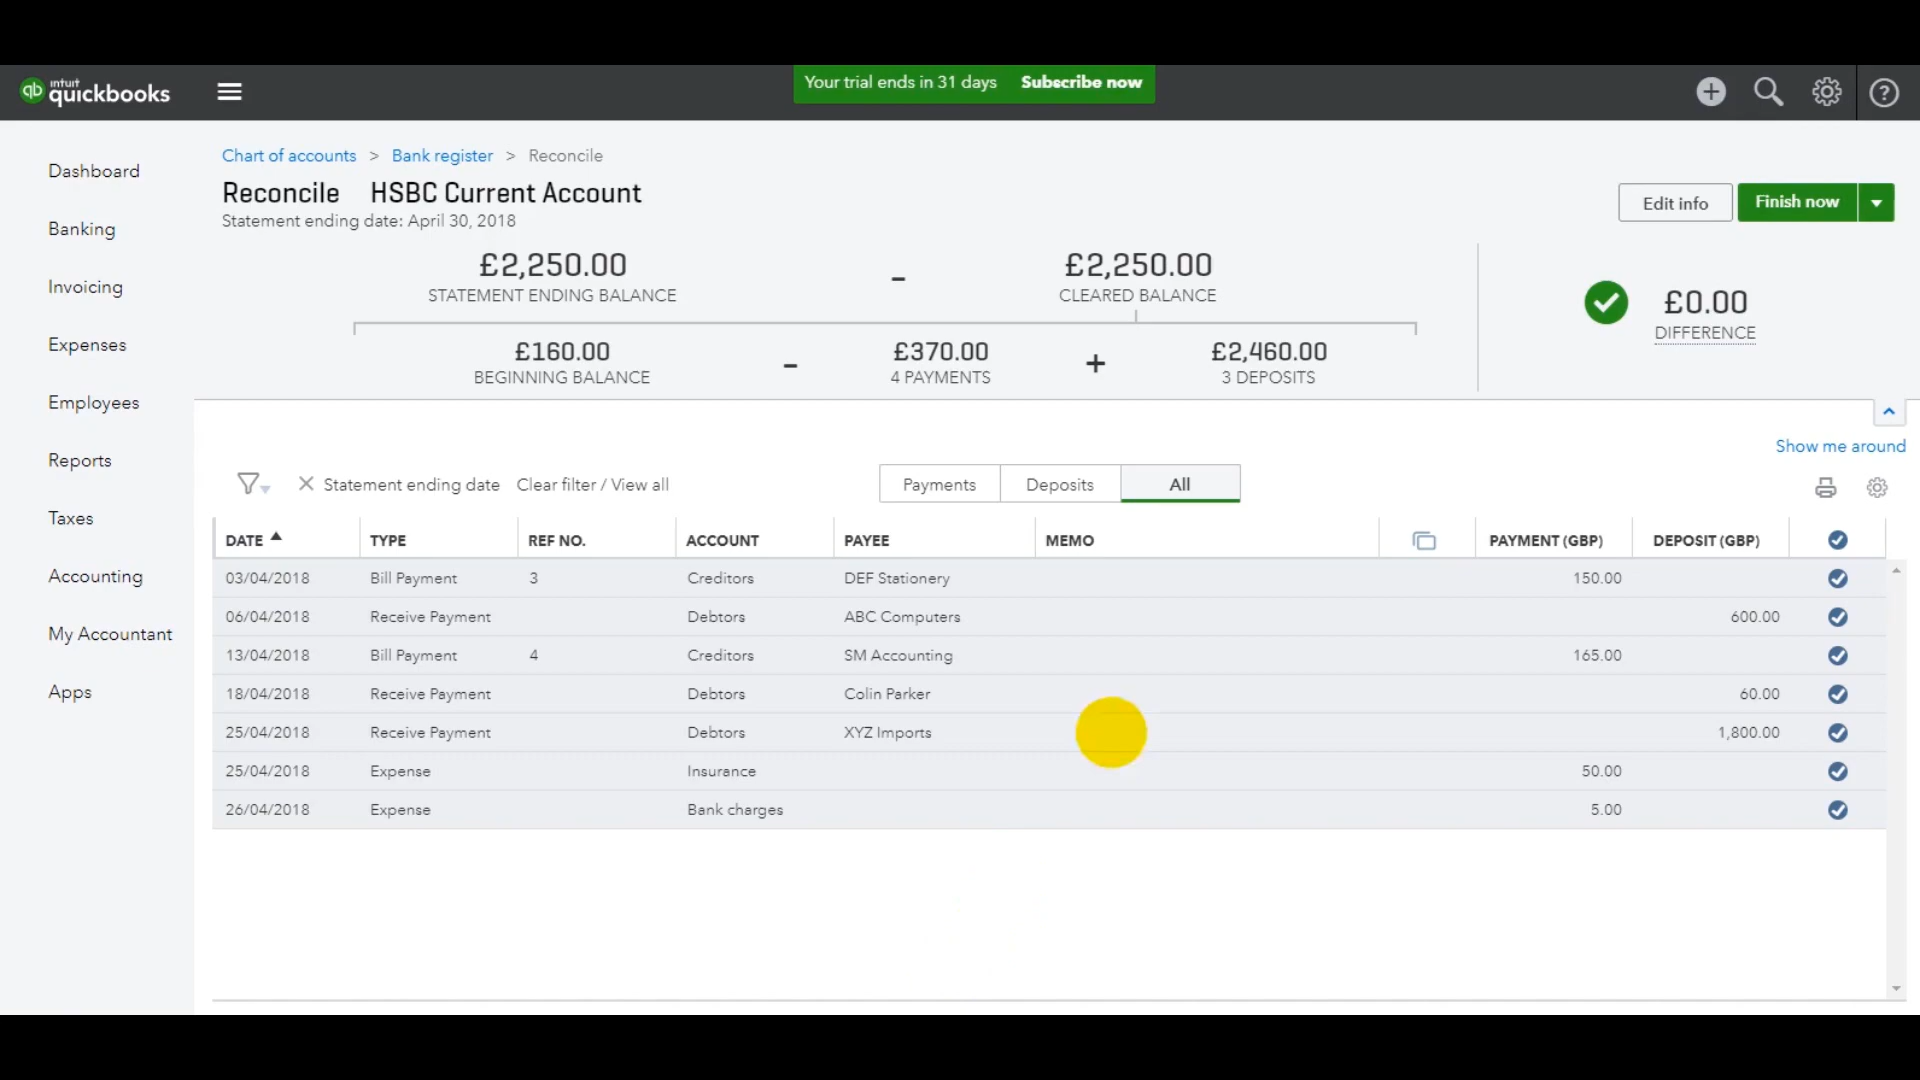 intuit
quickbooks
Your trial ends in 31 days Subscribe now
Dashboard
Banking
Invoicing
Expenses
Employees
Reports
Taxes
Accounting
My Accountant
Apps
Chart of accounts > Bank register > Reconcile
Reconcile HSBC Current Account
Statement ending date: April 30, 2018
Edit info
Finish now
£2,250.00 - £2,250.00
STATEMENT ENDING BALANCE CLEARED BALANCE
£160.00 - £370.00 + £2,460.00
BEGINNING BALANCE 4 PAYMENTS 3 DEPOSITS
£0.00
DIFFERENCE
Show me around
Statement ending date Clear filter / View all
Payments Deposits All
DATE TYPE REF NO. ACCOUNT PAYEE MEMO PAYMENT (GBP) DEPOSIT (GBP)
03/04/2018 Bill Payment 3 Creditors DEF Stationery 150.00
06/04/2018 Receive Payment Debtors ABC Computers 600.00
13/04/2018 Bill Payment 4 Creditors SM Accounting 165.00
18/04/2018 Receive Payment Debtors Colin Parker 60.00
25/04/2018 Receive Payment Debtors XYZ Imports 1,800.00
25/04/2018 Expense Insurance 50.00
26/04/2018 Expense Bank charges 5.00